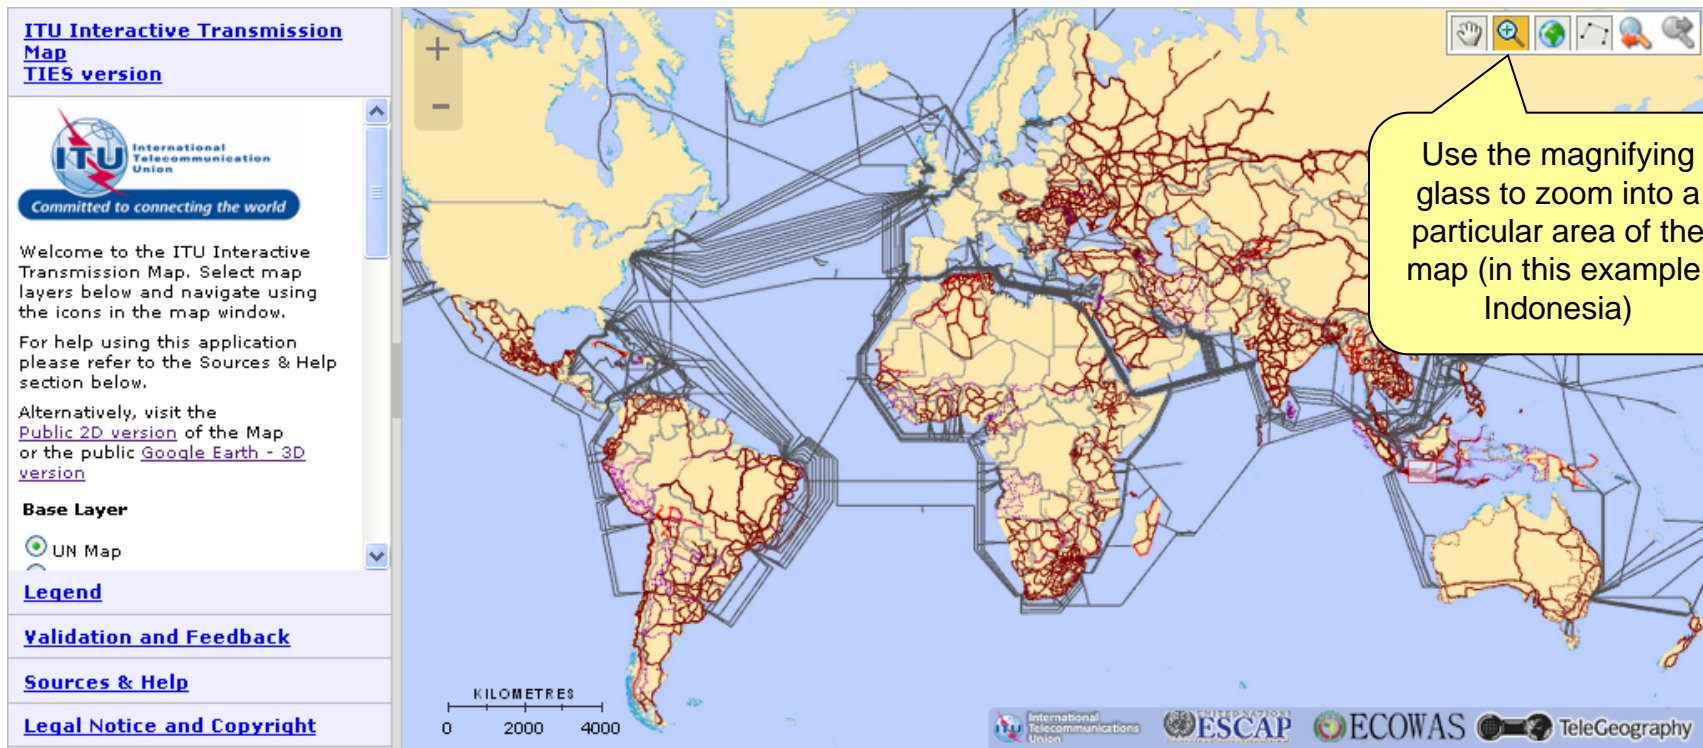 ITU Interactive Transmission
Map
TIES version
ITU
International
Telecommunication
Union
Committed to connecting the world
Welcome to the ITU Interactive
Transmission Map. Select map
layers below and navigate using
the icons in the map window.
For help using this application
please refer to the Sources & Help
section below.
Alternatively, visit the
Public 2D version of the Map
or the public Google Earth - 3D
version
Base Layer
UN Map
Legend
Validation and Feedback
Sources & Help
Legal Notice and Copyright
+
−
Use the magnifying
glass to zoom into a
particular area of the
map (in this example
Indonesia)
KILOMETRES
0 2000 4000
International
Telecommunications
Union
UNITED NATIONS
ESCAP
ECOWAS
TeleGeography